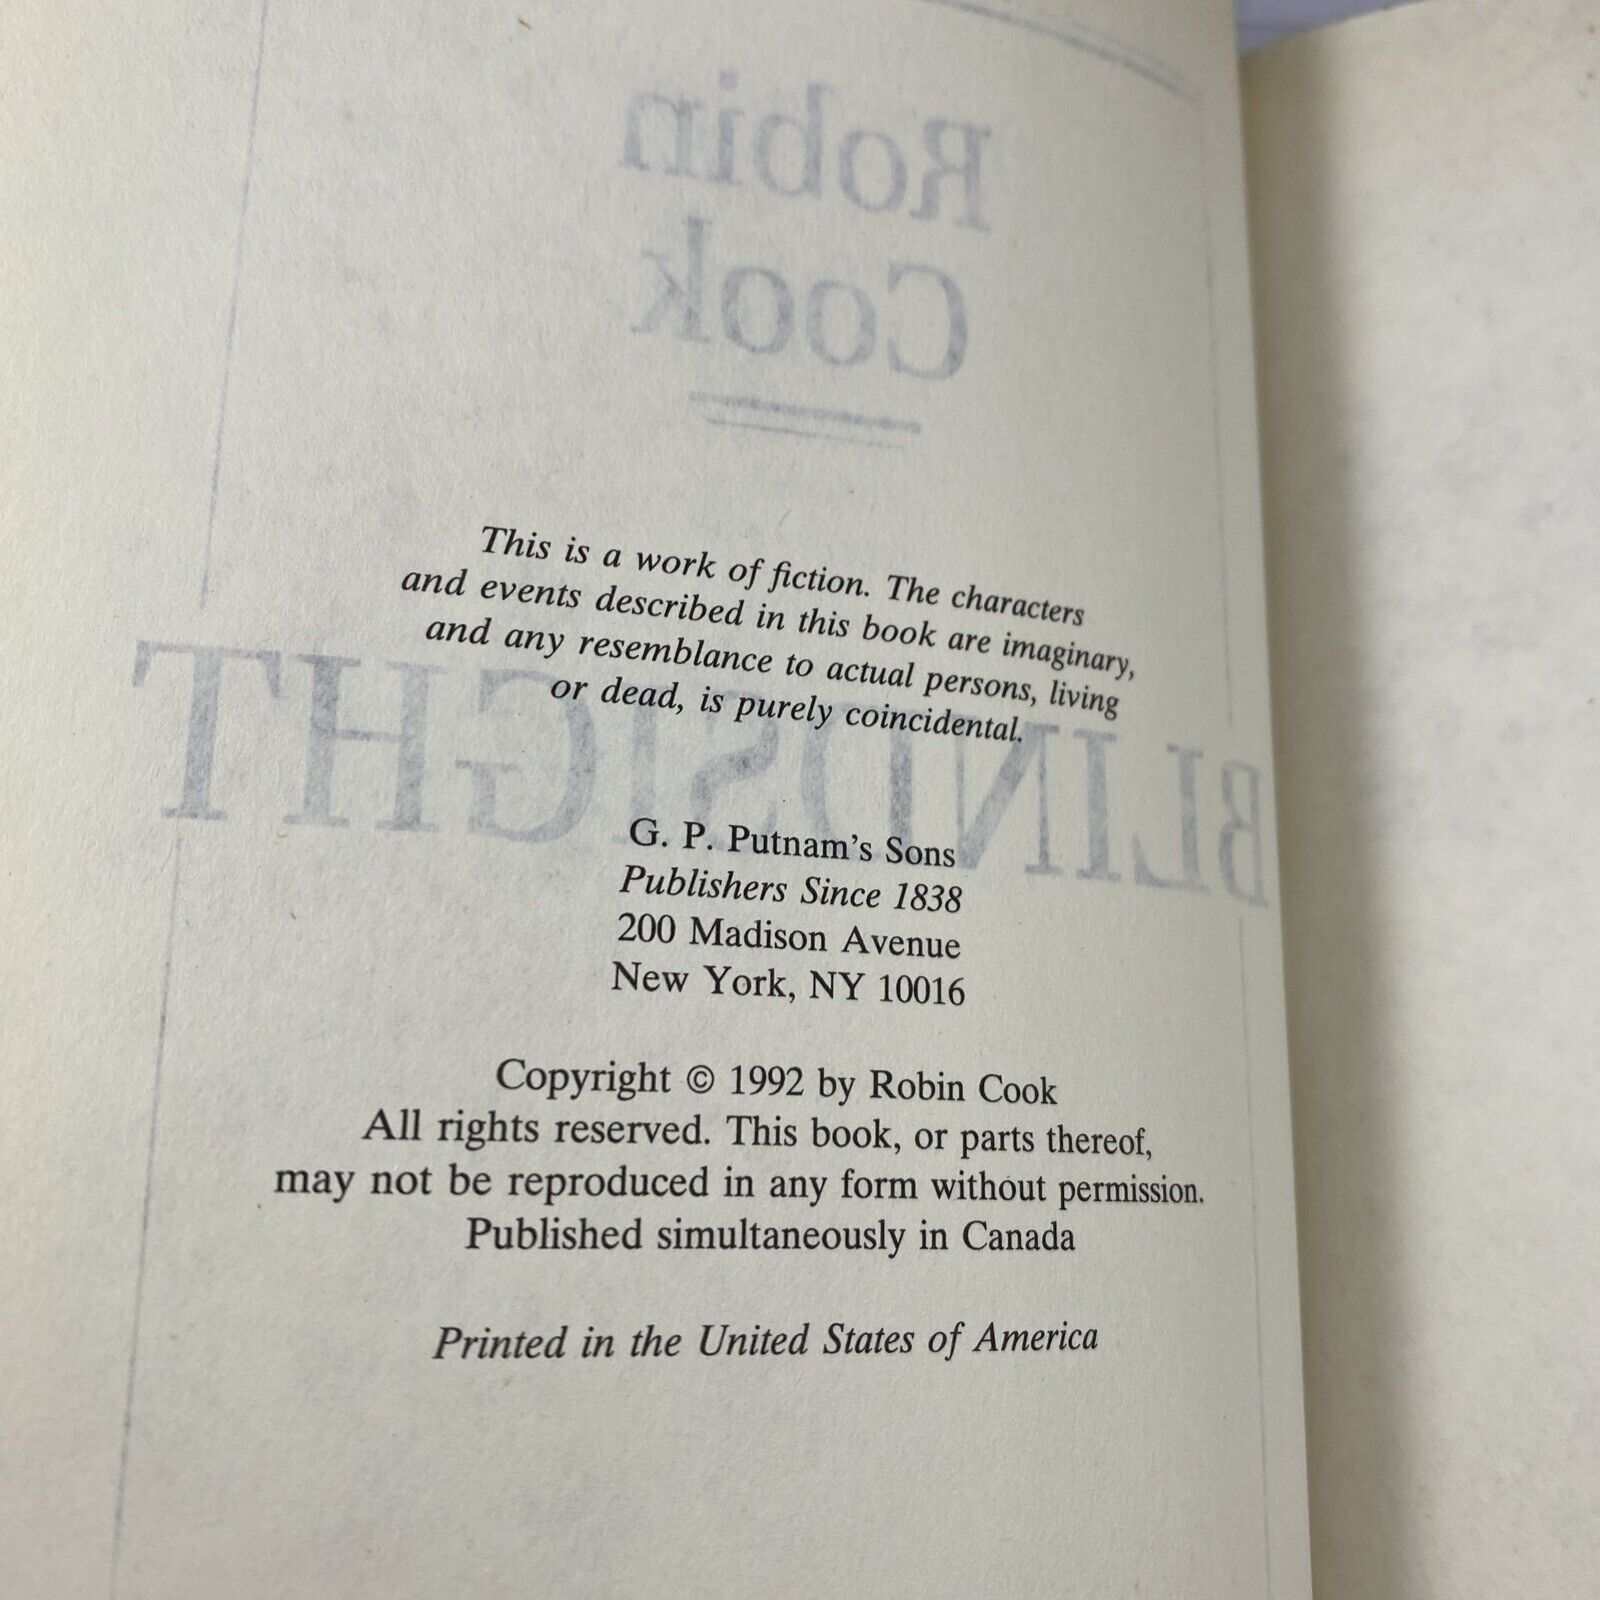 Robin
Cook
This is a work of fiction. The characters
and events described in this book are imaginary,
and any resemblance to actual persons, living
or dead, is purely coincidental.
BLINDSIGHT
G. P. Putnam's Sons
Publishers Since 1838
200 Madison Avenue
New York, NY 10016
Copyright © 1992 by Robin Cook
All rights reserved. This book, or parts thereof,
may not be reproduced in any form without permission.
Published simultaneously in Canada
Printed in the United States of America